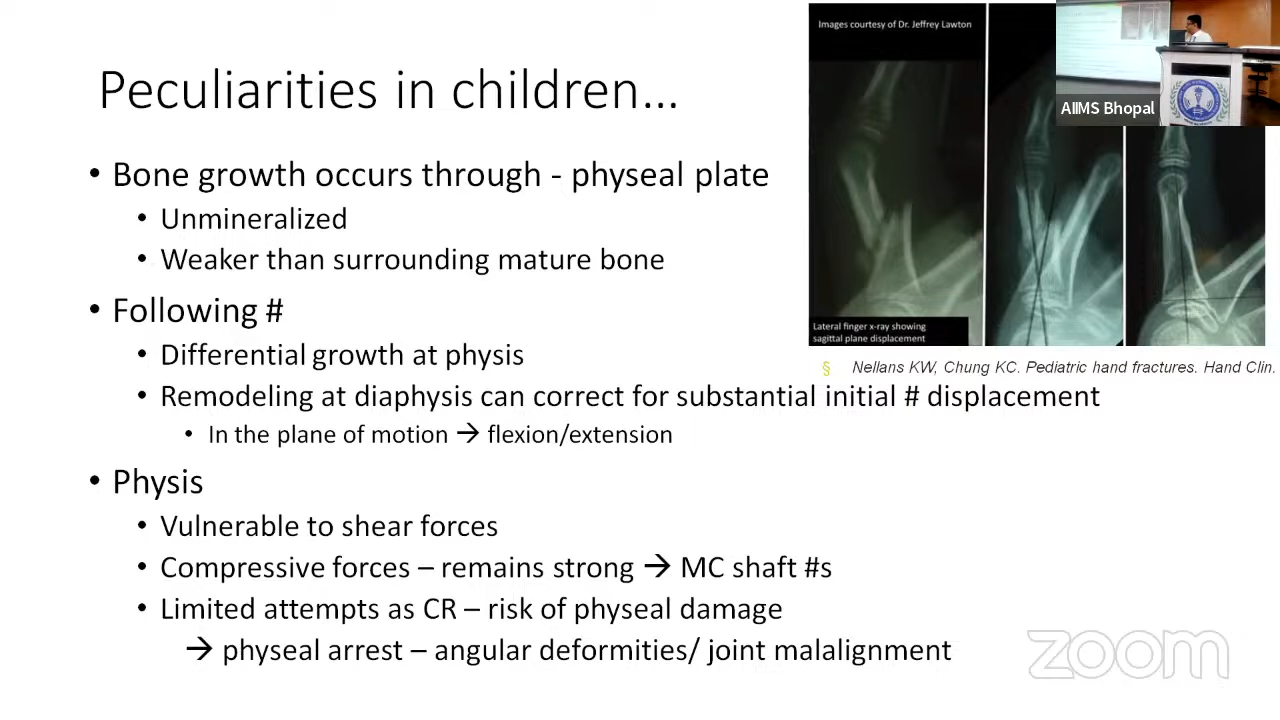 Images courtesy of Dr. Jeffrey Lawton
AIIMS Bhopal
Peculiarities in children...
• Bone growth occurs through - physeal plate
• Unmineralized
• Weaker than surrounding mature bone
• Following #
• Differential growth at physis
Lateral finger x-ray showing
sagittal plane displacement
§ Nellans KW, Chung KC. Pediatric hand fractures. Hand Clin.
• Remodeling at diaphysis can correct for substantial initial # displacement
• In the plane of motion → flexion/extension
• Physis
• Vulnerable to shear forces
• Compressive forces – remains strong → MC shaft #s
• Limited attempts as CR – risk of physeal damage
→ physeal arrest – angular deformities/ joint malalignment
zoom